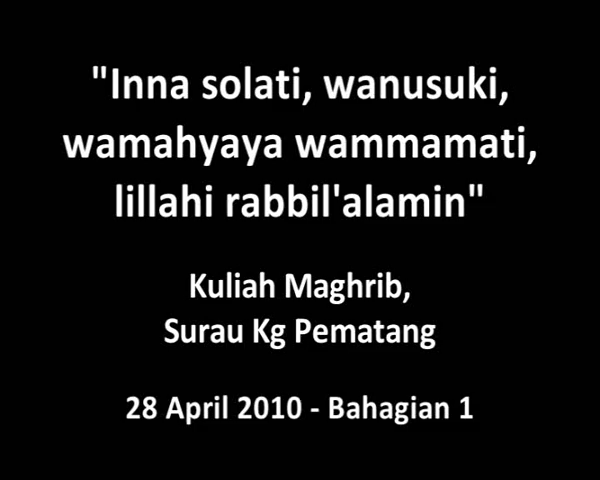 "Inna solati, wanusuki,
wamahyaya wammamati,
lillahi rabbil'alamin"
Kuliah Maghrib,
Surau Kg Pematang
28 April 2010 - Bahagian 1